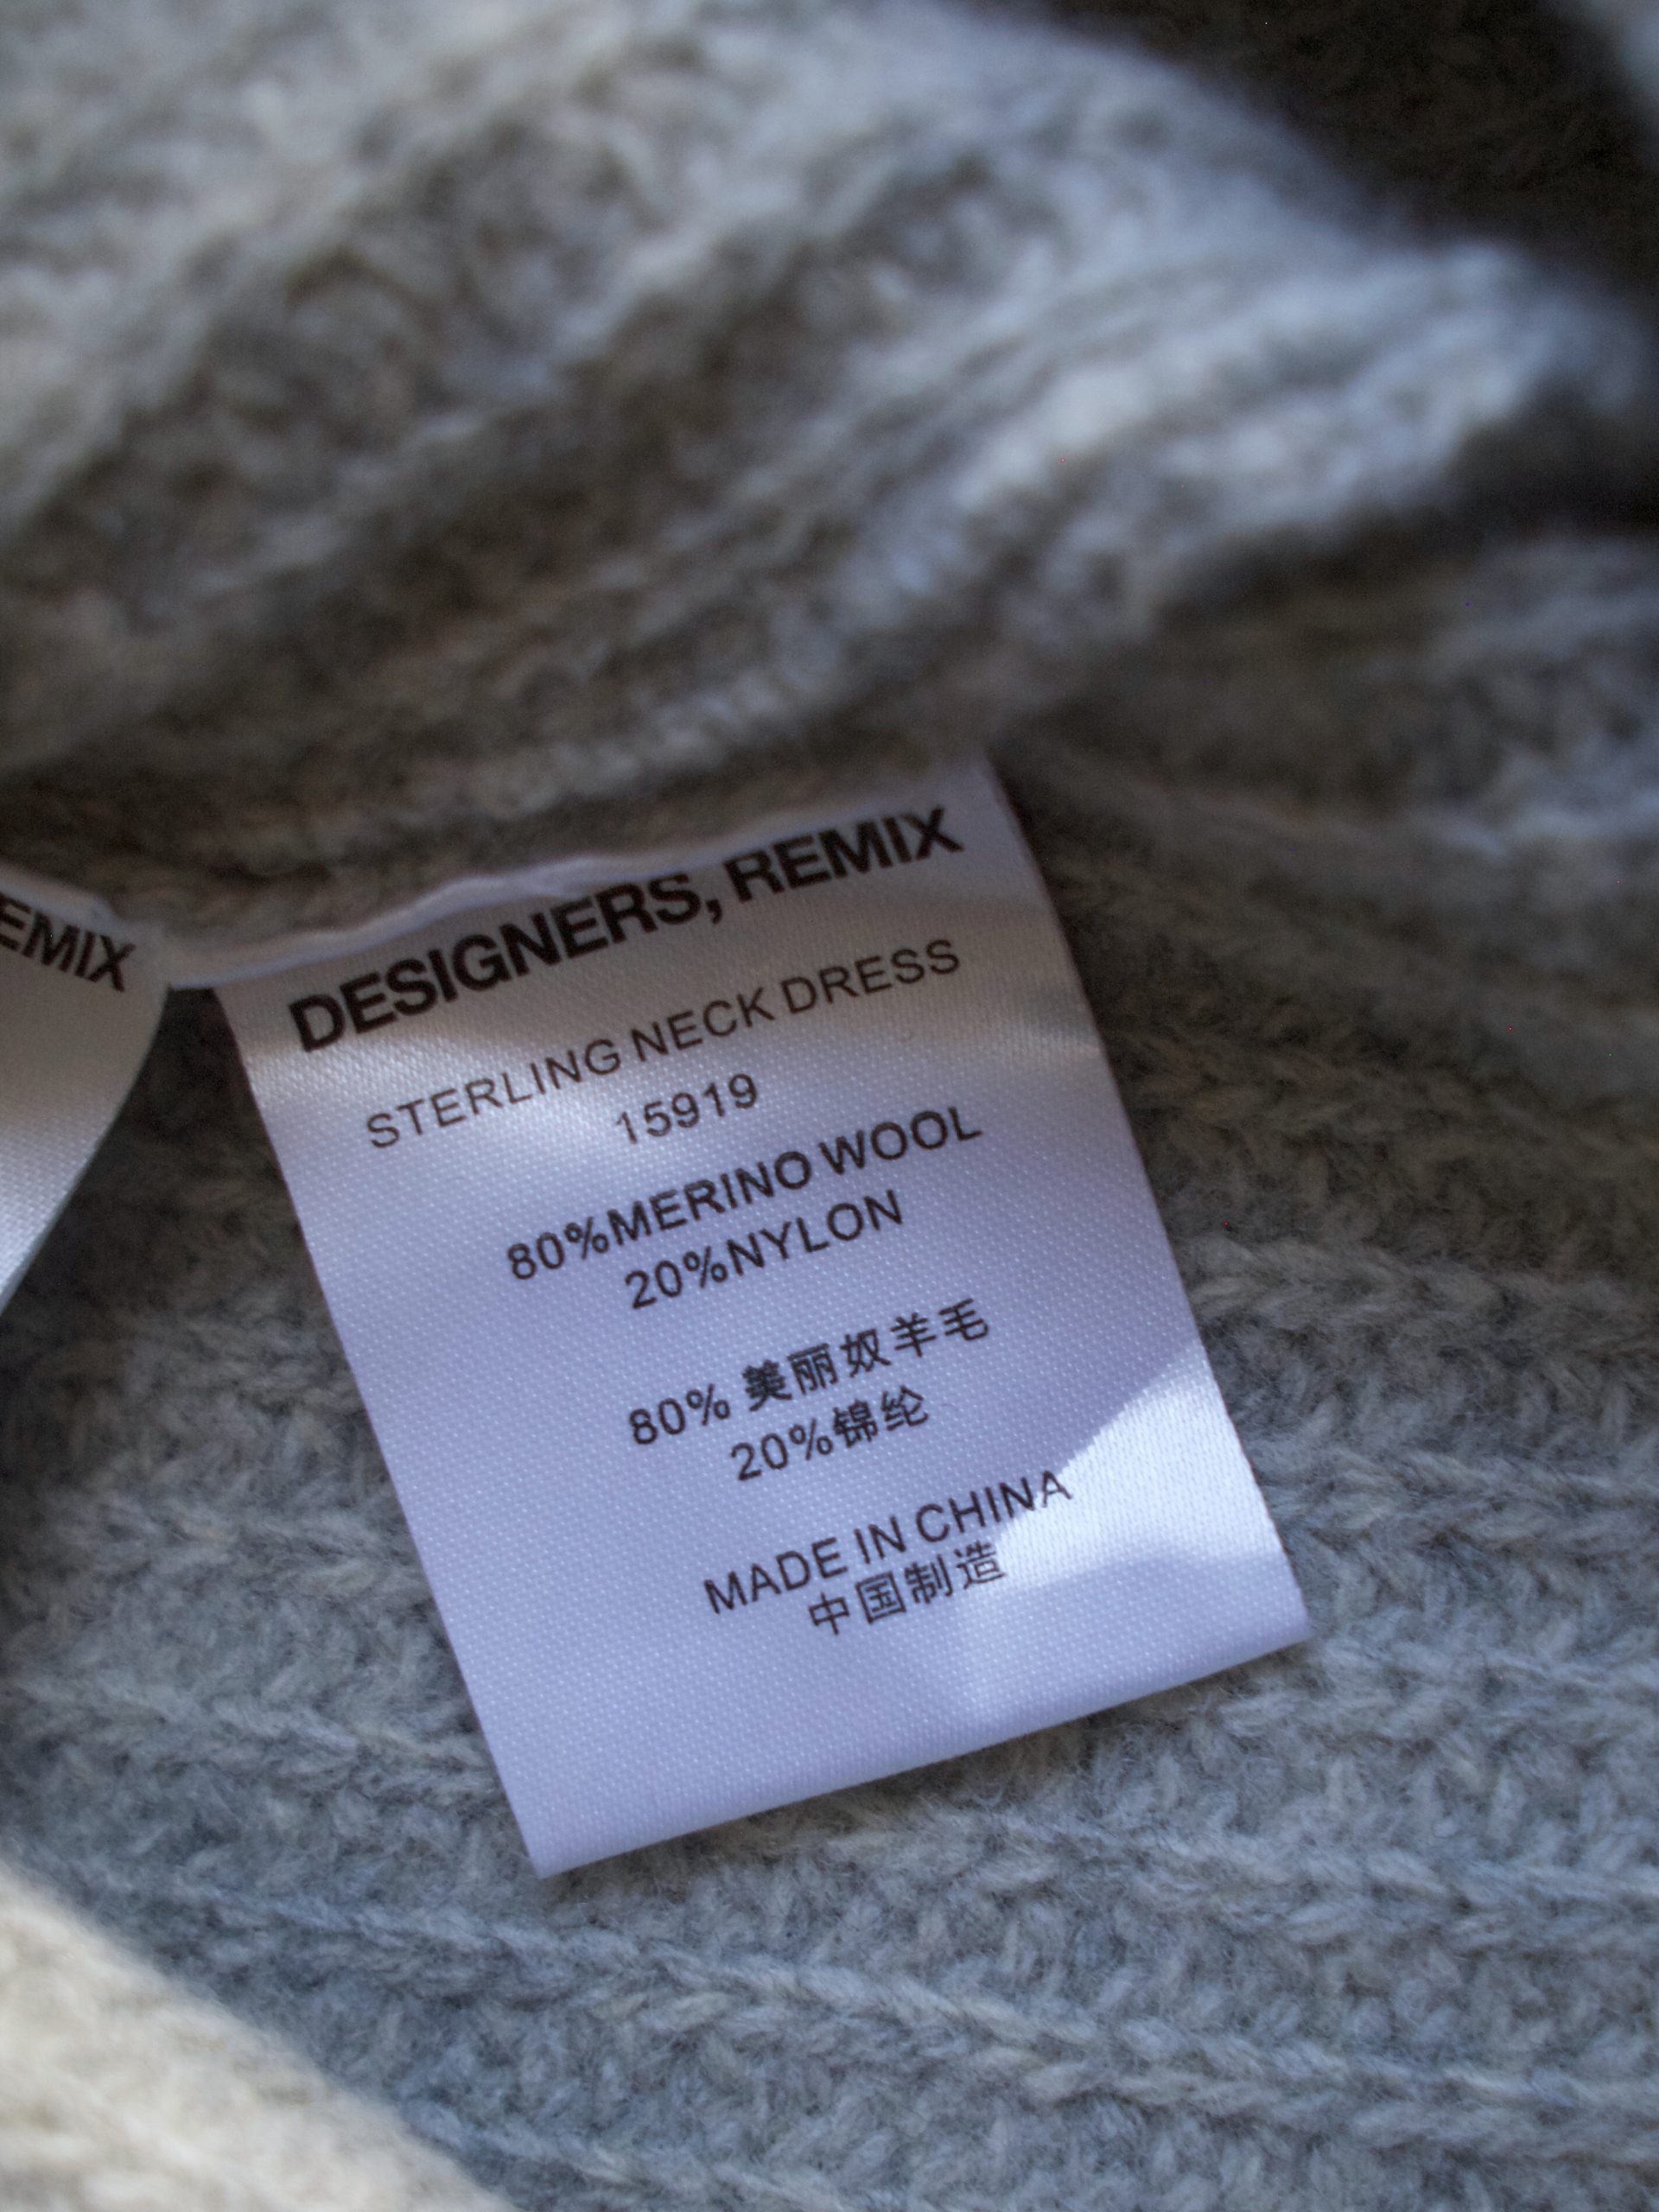 EMIX
DESIGNERS, REMIX
STERLING NECK DRESS
15919
80%MERINO WOOL
20%NYLON
80% 美丽奴羊毛
20%锦纶
MADE IN CHINA
中国制造